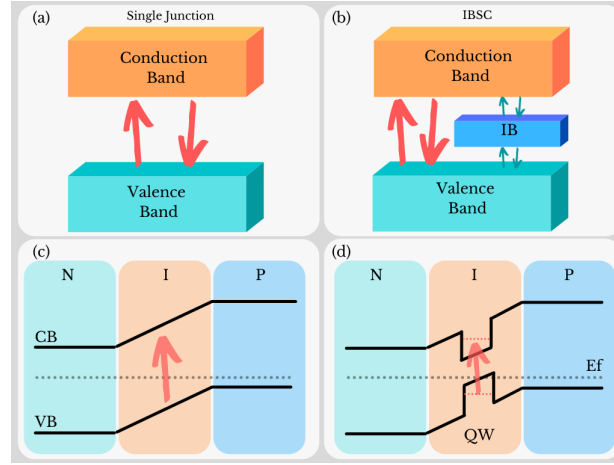 (a)
Single Junction
Conduction
Band
Valence
Band
(b)
IBSC
Conduction
Band
IB
Valence
Band
(c)
N
I
P
CB
VB
(d)
N
I
P
Ef
QW